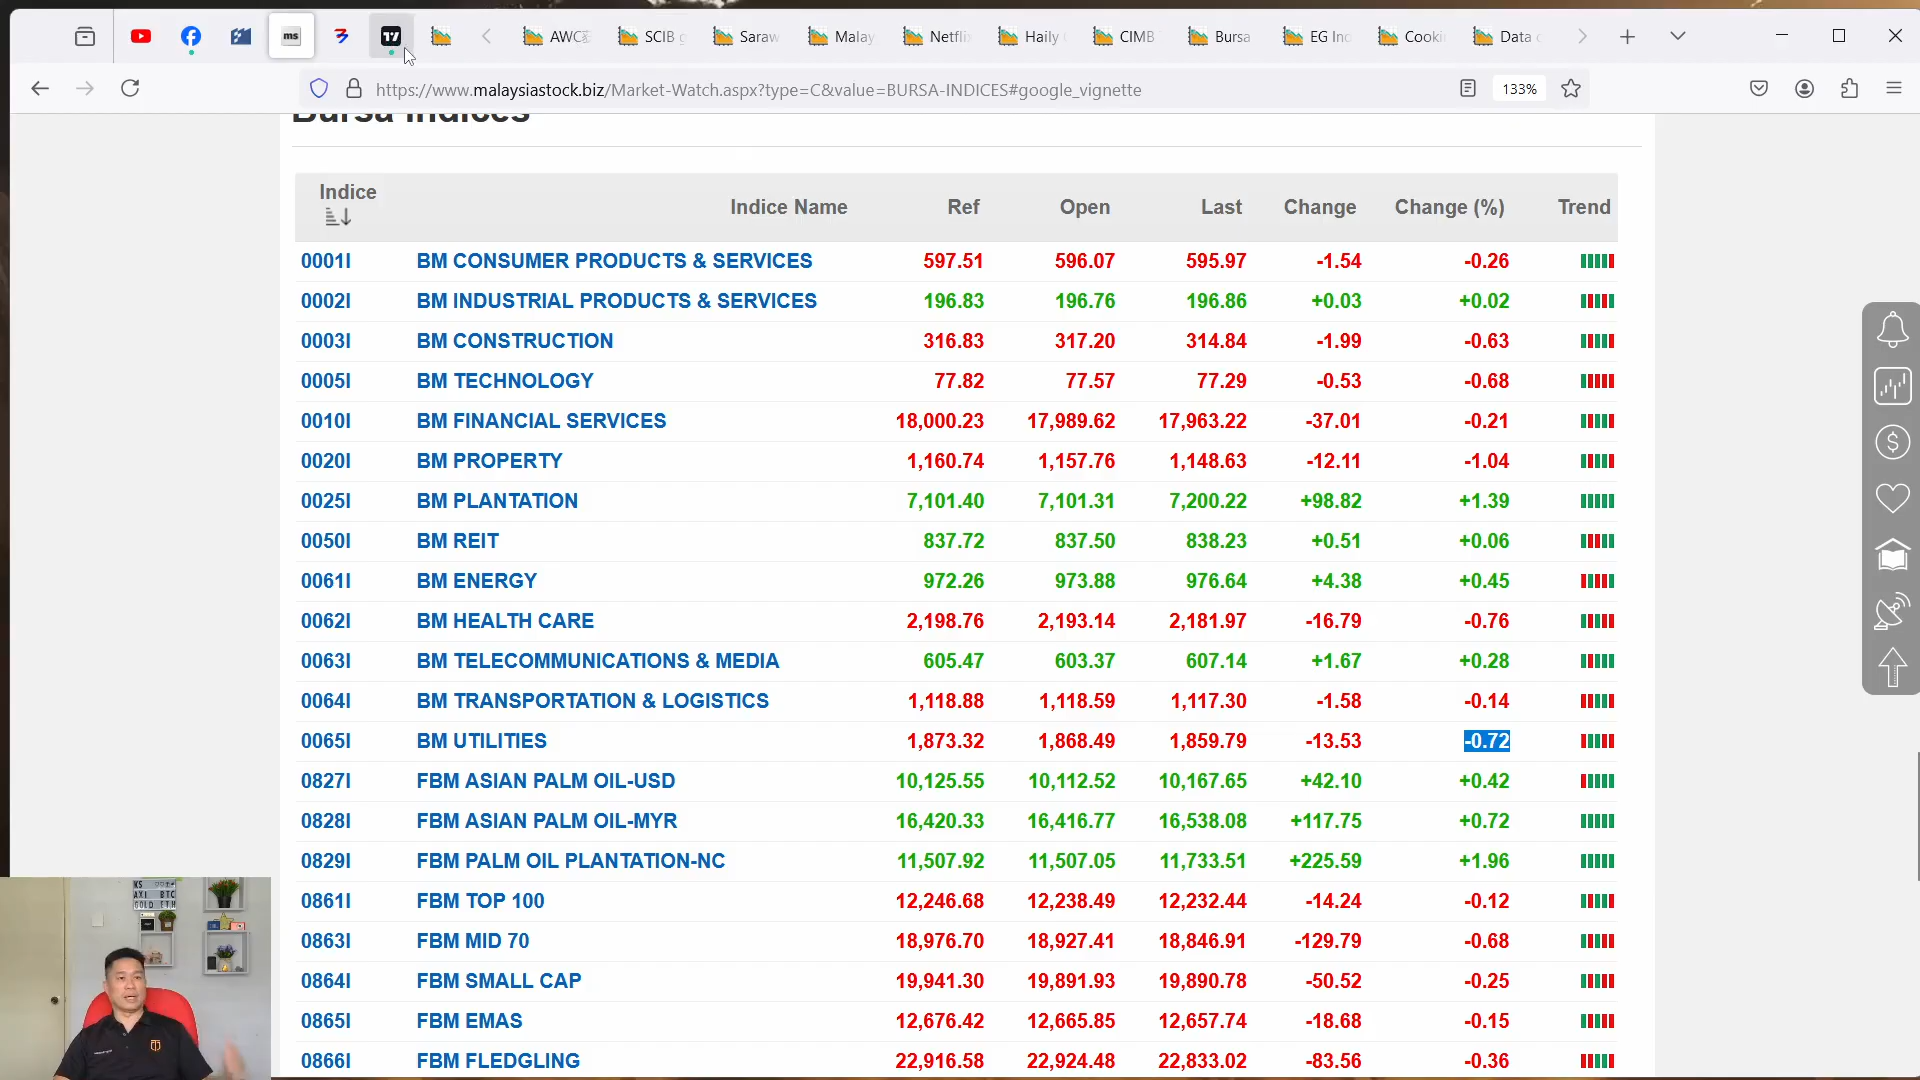 ms
AWC
SCIB g
Saraw
Malay
Netfli
Haily (
CIMB
Bursa
EG In
Cooki
Data
https://www.malaysiastock.biz/Market-Watch.aspx?type=C&value=BURSA-INDICES#google_vignette
133%
Bursa Indices
Indice Indice Name Ref Open Last Change Change (%) Trend
0001I BM CONSUMER PRODUCTS & SERVICES 597.51 596.07 595.97 -1.54 -0.26
0002I BM INDUSTRIAL PRODUCTS & SERVICES 196.83 196.76 196.86 +0.03 +0.02
0003I BM CONSTRUCTION 316.83 317.20 314.84 -1.99 -0.63
0005I BM TECHNOLOGY 77.82 77.57 77.29 -0.53 -0.68
0010I BM FINANCIAL SERVICES 18,000.23 17,989.62 17,963.22 -37.01 -0.21
0020I BM PROPERTY 1,160.74 1,157.76 1,148.63 -12.11 -1.04
0025I BM PLANTATION 7,101.40 7,101.31 7,200.22 +98.82 +1.39
0050I BM REIT 837.72 837.50 838.23 +0.51 +0.06
0061I BM ENERGY 972.26 973.88 976.64 +4.38 +0.45
0062I BM HEALTH CARE 2,198.76 2,193.14 2,181.97 -16.79 -0.76
0063I BM TELECOMMUNICATIONS & MEDIA 605.47 603.37 607.14 +1.67 +0.28
0064I BM TRANSPORTATION & LOGISTICS 1,118.88 1,118.59 1,117.30 -1.58 -0.14
0065I BM UTILITIES 1,873.32 1,868.49 1,859.79 -13.53 -0.72
0827I FBM ASIAN PALM OIL-USD 10,125.55 10,112.52 10,167.65 +42.10 +0.42
0828I FBM ASIAN PALM OIL-MYR 16,420.33 16,416.77 16,538.08 +117.75 +0.72
0829I FBM PALM OIL PLANTATION-NC 11,507.92 11,507.05 11,733.51 +225.59 +1.96
0861I FBM TOP 100 12,246.68 12,238.49 12,232.44 -14.24 -0.12
0863I FBM MID 70 18,976.70 18,927.41 18,846.91 -129.79 -0.68
0864I FBM SMALL CAP 19,941.30 19,891.93 19,890.78 -50.52 -0.25
0865I FBM EMAS 12,676.42 12,665.85 12,657.74 -18.68 -0.15
0866I FBM FLEDGLING 22,916.58 22,924.48 22,833.02 -83.56 -0.36
AXI BTC
GOLD ETH